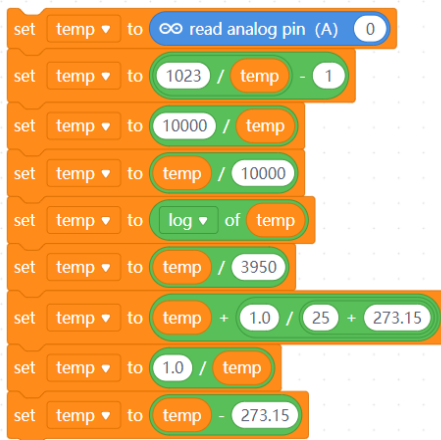 set temp to read analog pin (A) 0
set temp to 1023 / temp - 1
set temp to 10000 / temp
set temp to temp / 10000
set temp to log of temp
set temp to temp / 3950
set temp to temp + 1.0 / 25 + 273.15
set temp to 1.0 / temp
set temp to temp - 273.15